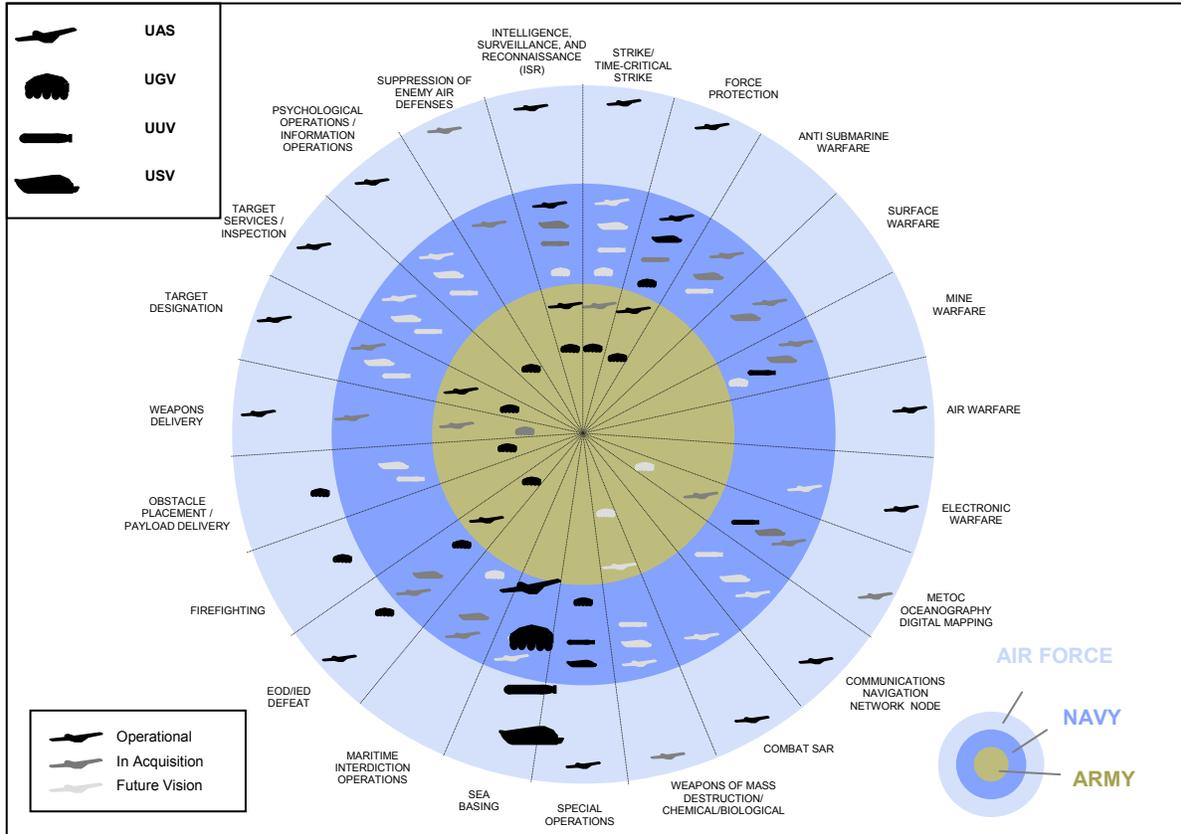 UAS
UGV
UUV
USV
INTELLIGENCE,
SURVEILLANCE, AND
RECONNAISSANCE
(ISR)
STRIKE/
TIME-CRITICAL
STRIKE
FORCE
PROTECTION
ANTI SUBMARINE
WARFARE
SURFACE
WARFARE
MINE
WARFARE
AIR WARFARE
ELECTRONIC
WARFARE
METOC
OCEANOGRAPHY
DIGITAL MAPPING
COMMUNICATIONS
NAVIGATION
NETWORK NODE
COMBAT SAR
WEAPONS OF MASS
DESTRUCTION/
CHEMICAL/BIOLOGICAL
SPECIAL
OPERATIONS
SEA
BASING
MARITIME
INTERDICTION
OPERATIONS
EOD/IED
DEFEAT
FIREFIGHTING
OBSTACLE
PLACEMENT /
PAYLOAD DELIVERY
WEAPONS
DELIVERY
TARGET
DESIGNATION
TARGET
SERVICES /
INSPECTION
PSYCHOLOGICAL
OPERATIONS /
INFORMATION
OPERATIONS
SUPPRESSION OF
ENEMY AIR
DEFENSES
Operational
In Acquisition
Future Vision
AIR FORCE
NAVY
ARMY